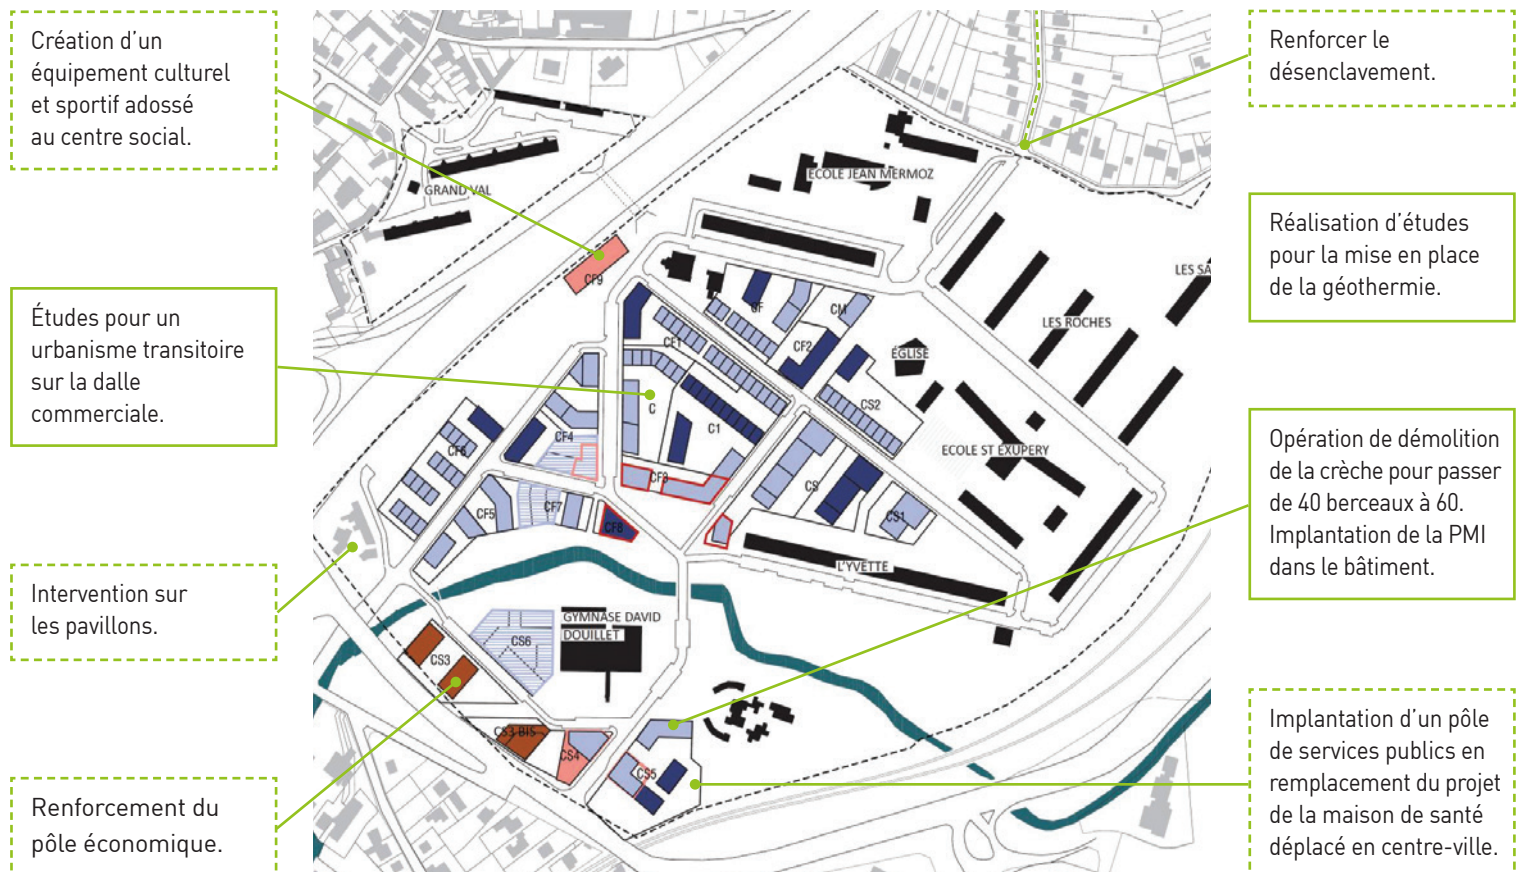 Création d’un
équipement culturel
et sportif adossé
au centre social.
Études pour un
urbanisme transitoire
sur la dalle
commerciale.
Intervention sur
les pavillons.
Renforcement du
pôle économique.
GRAND VAL
ECOLE JEAN MERMOZ
LES SA
LES ROCHES
CF9
CF
CM
CF1
CF2
ÉGLISE
C
C1
CS2
CF4
CF6
CF3
ECOLE ST EXUPERY
CS
CS1
CF5
CF7
CF8
L'YVETTE
GYMNASE DAVID
DOUILLET
CS6
CS3
CS3 BIS
CS4
CS5
Renforcer le
désenclavement.
Réalisation d’études
pour la mise en place
de la géothermie.
Opération de démolition
de la crèche pour passer
de 40 berceaux à 60.
Implantation de la PMI
dans le bâtiment.
Implantation d’un pôle
de services publics en
remplacement du projet
de la maison de santé
déplacé en centre-ville.